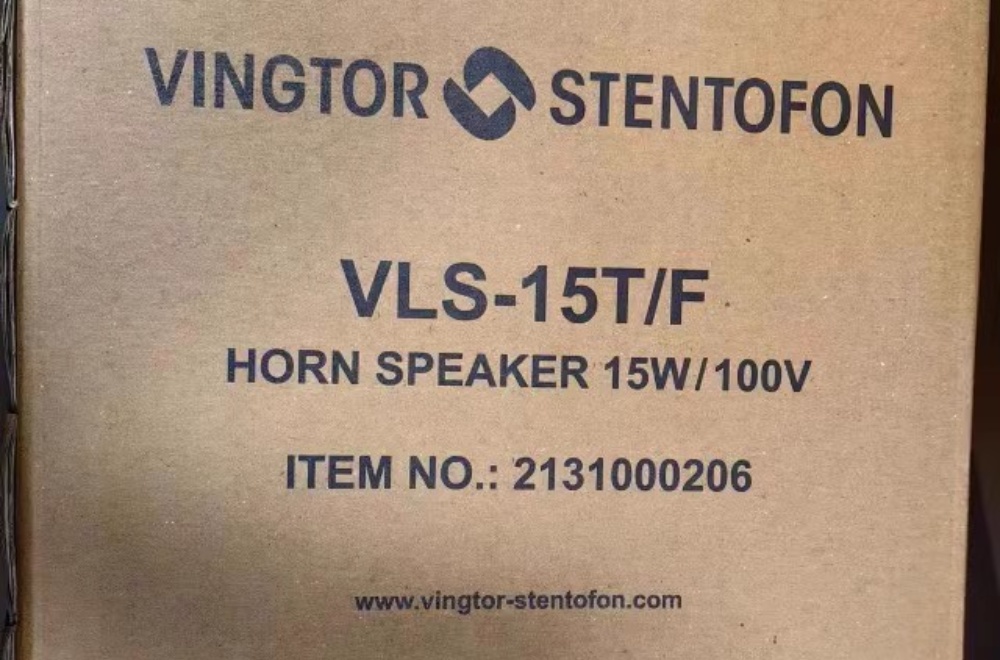 VINGTOR STENTOFON
VLS-15T/F
HORN SPEAKER 15W/100V
ITEM NO.: 2131000206
www.vingtor-stentofon.com